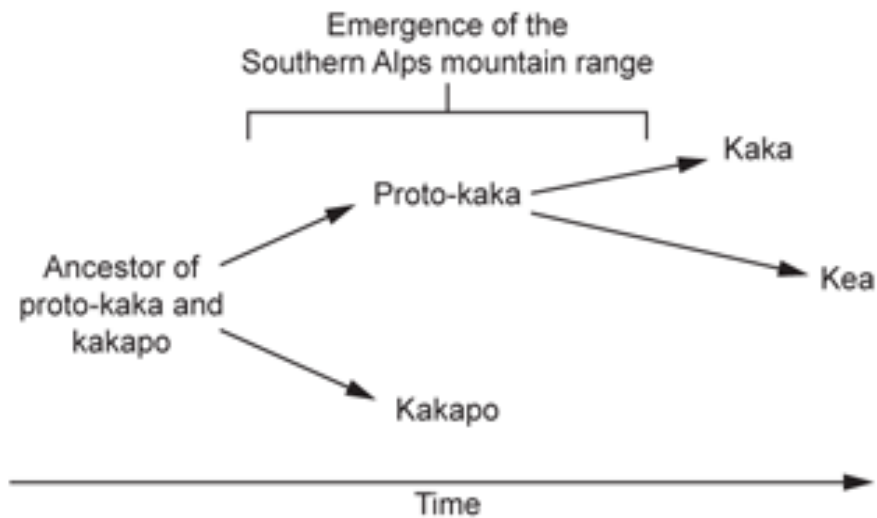 Emergence of the
Southern Alps mountain range
Kaka
Proto-kaka
Ancestor of
proto-kaka and
kakapo
Kea
Kakapo
Time